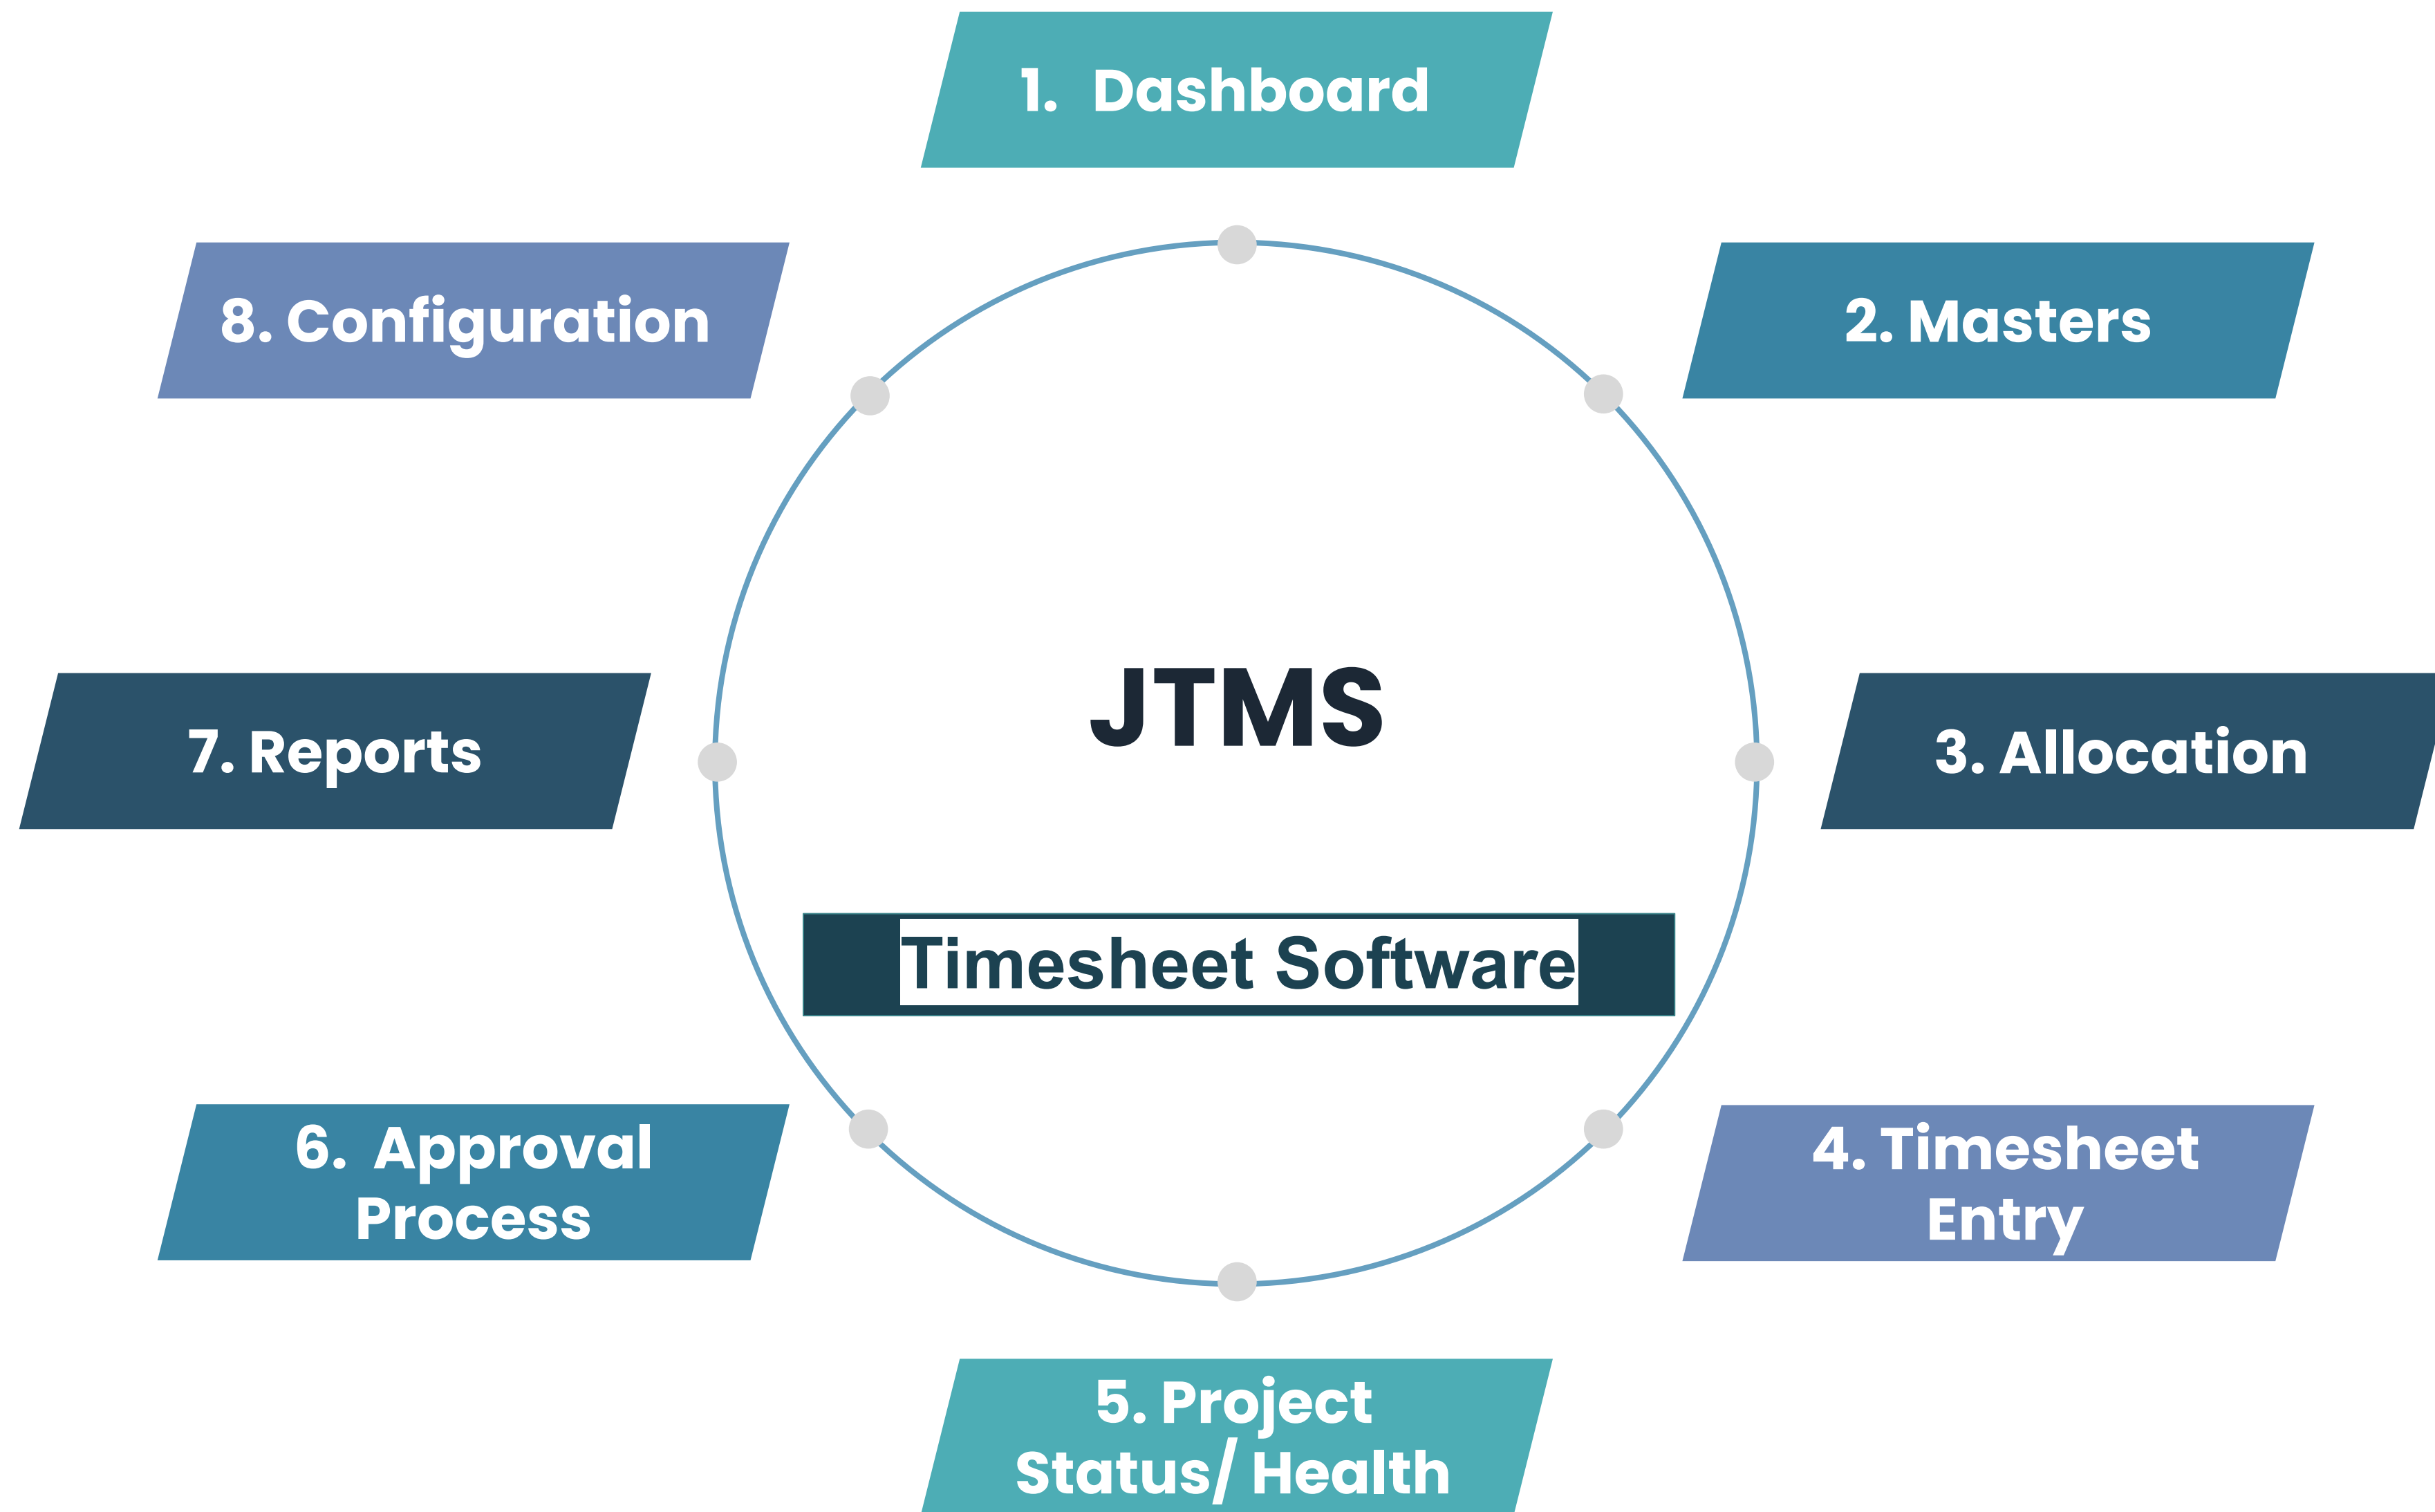 1. Dashboard
8. Configuration
2. Masters
JTMS
7. Reports
3. Allocation
Timesheet Software
6. Approval
Process
4. Timesheet
Entry
5. Project
Status/ Health